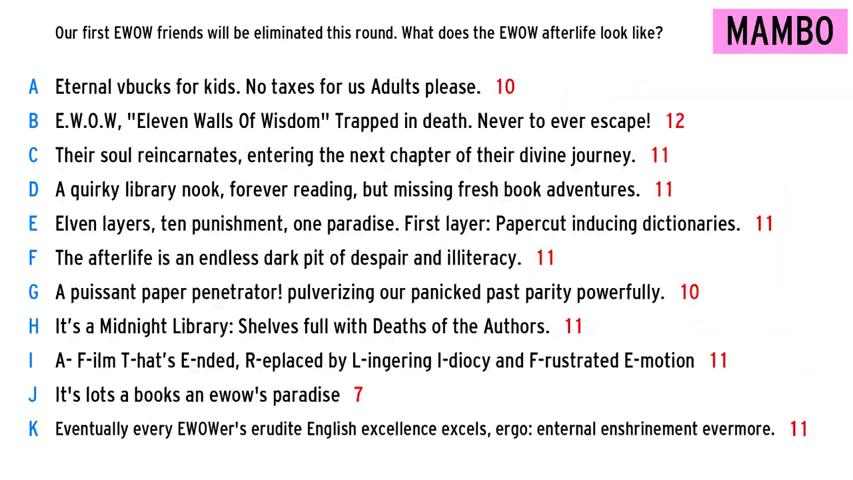 Our first EWOW friends will be eliminated this round. What does the EWOW afterlife look like?
MAMBO
A Eternal vbucks for kids. No taxes for us Adults please. 10
B E.W.O.W, "Eleven Walls Of Wisdom" Trapped in death. Never to ever escape! 12
C Their soul reincarnates, entering the next chapter of their divine journey. 11
D A quirky library nook, forever reading, but missing fresh book adventures. 11
E Elven layers, ten punishment, one paradise. First layer: Papercut inducing dictionaries. 11
F The afterlife is an endless dark pit of despair and illiteracy. 11
G A puissant paper penetrator! pulverizing our panicked past parity powerfully. 10
H It's a Midnight Library: Shelves full with Deaths of the Authors. 11
I A- F-ilm T-hat's E-nded, R-eplaced by L-ingering I-diocy and F-rustrated E-motion 11
J It's lots a books an ewow's paradise 7
K Eventually every EWOWer's erudite English excellence excels, ergo: enternal enshrinement evermore. 11